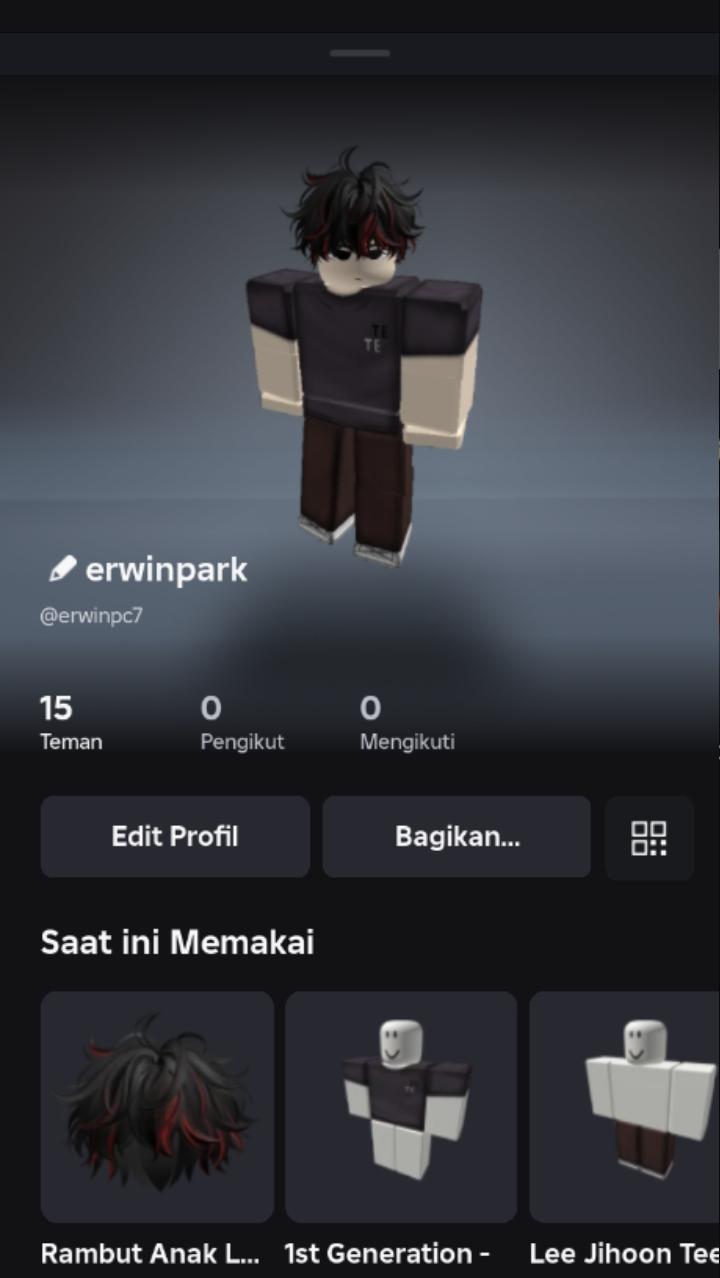 TE
TE
erwinpark
@erwinpc7
15
0
0
Teman
Pengikut
Mengikuti
Edit Profil
Bagikan...
Saat ini Memakai
Rambut Anak L...
1st Generation -
Lee Jihoon Tee